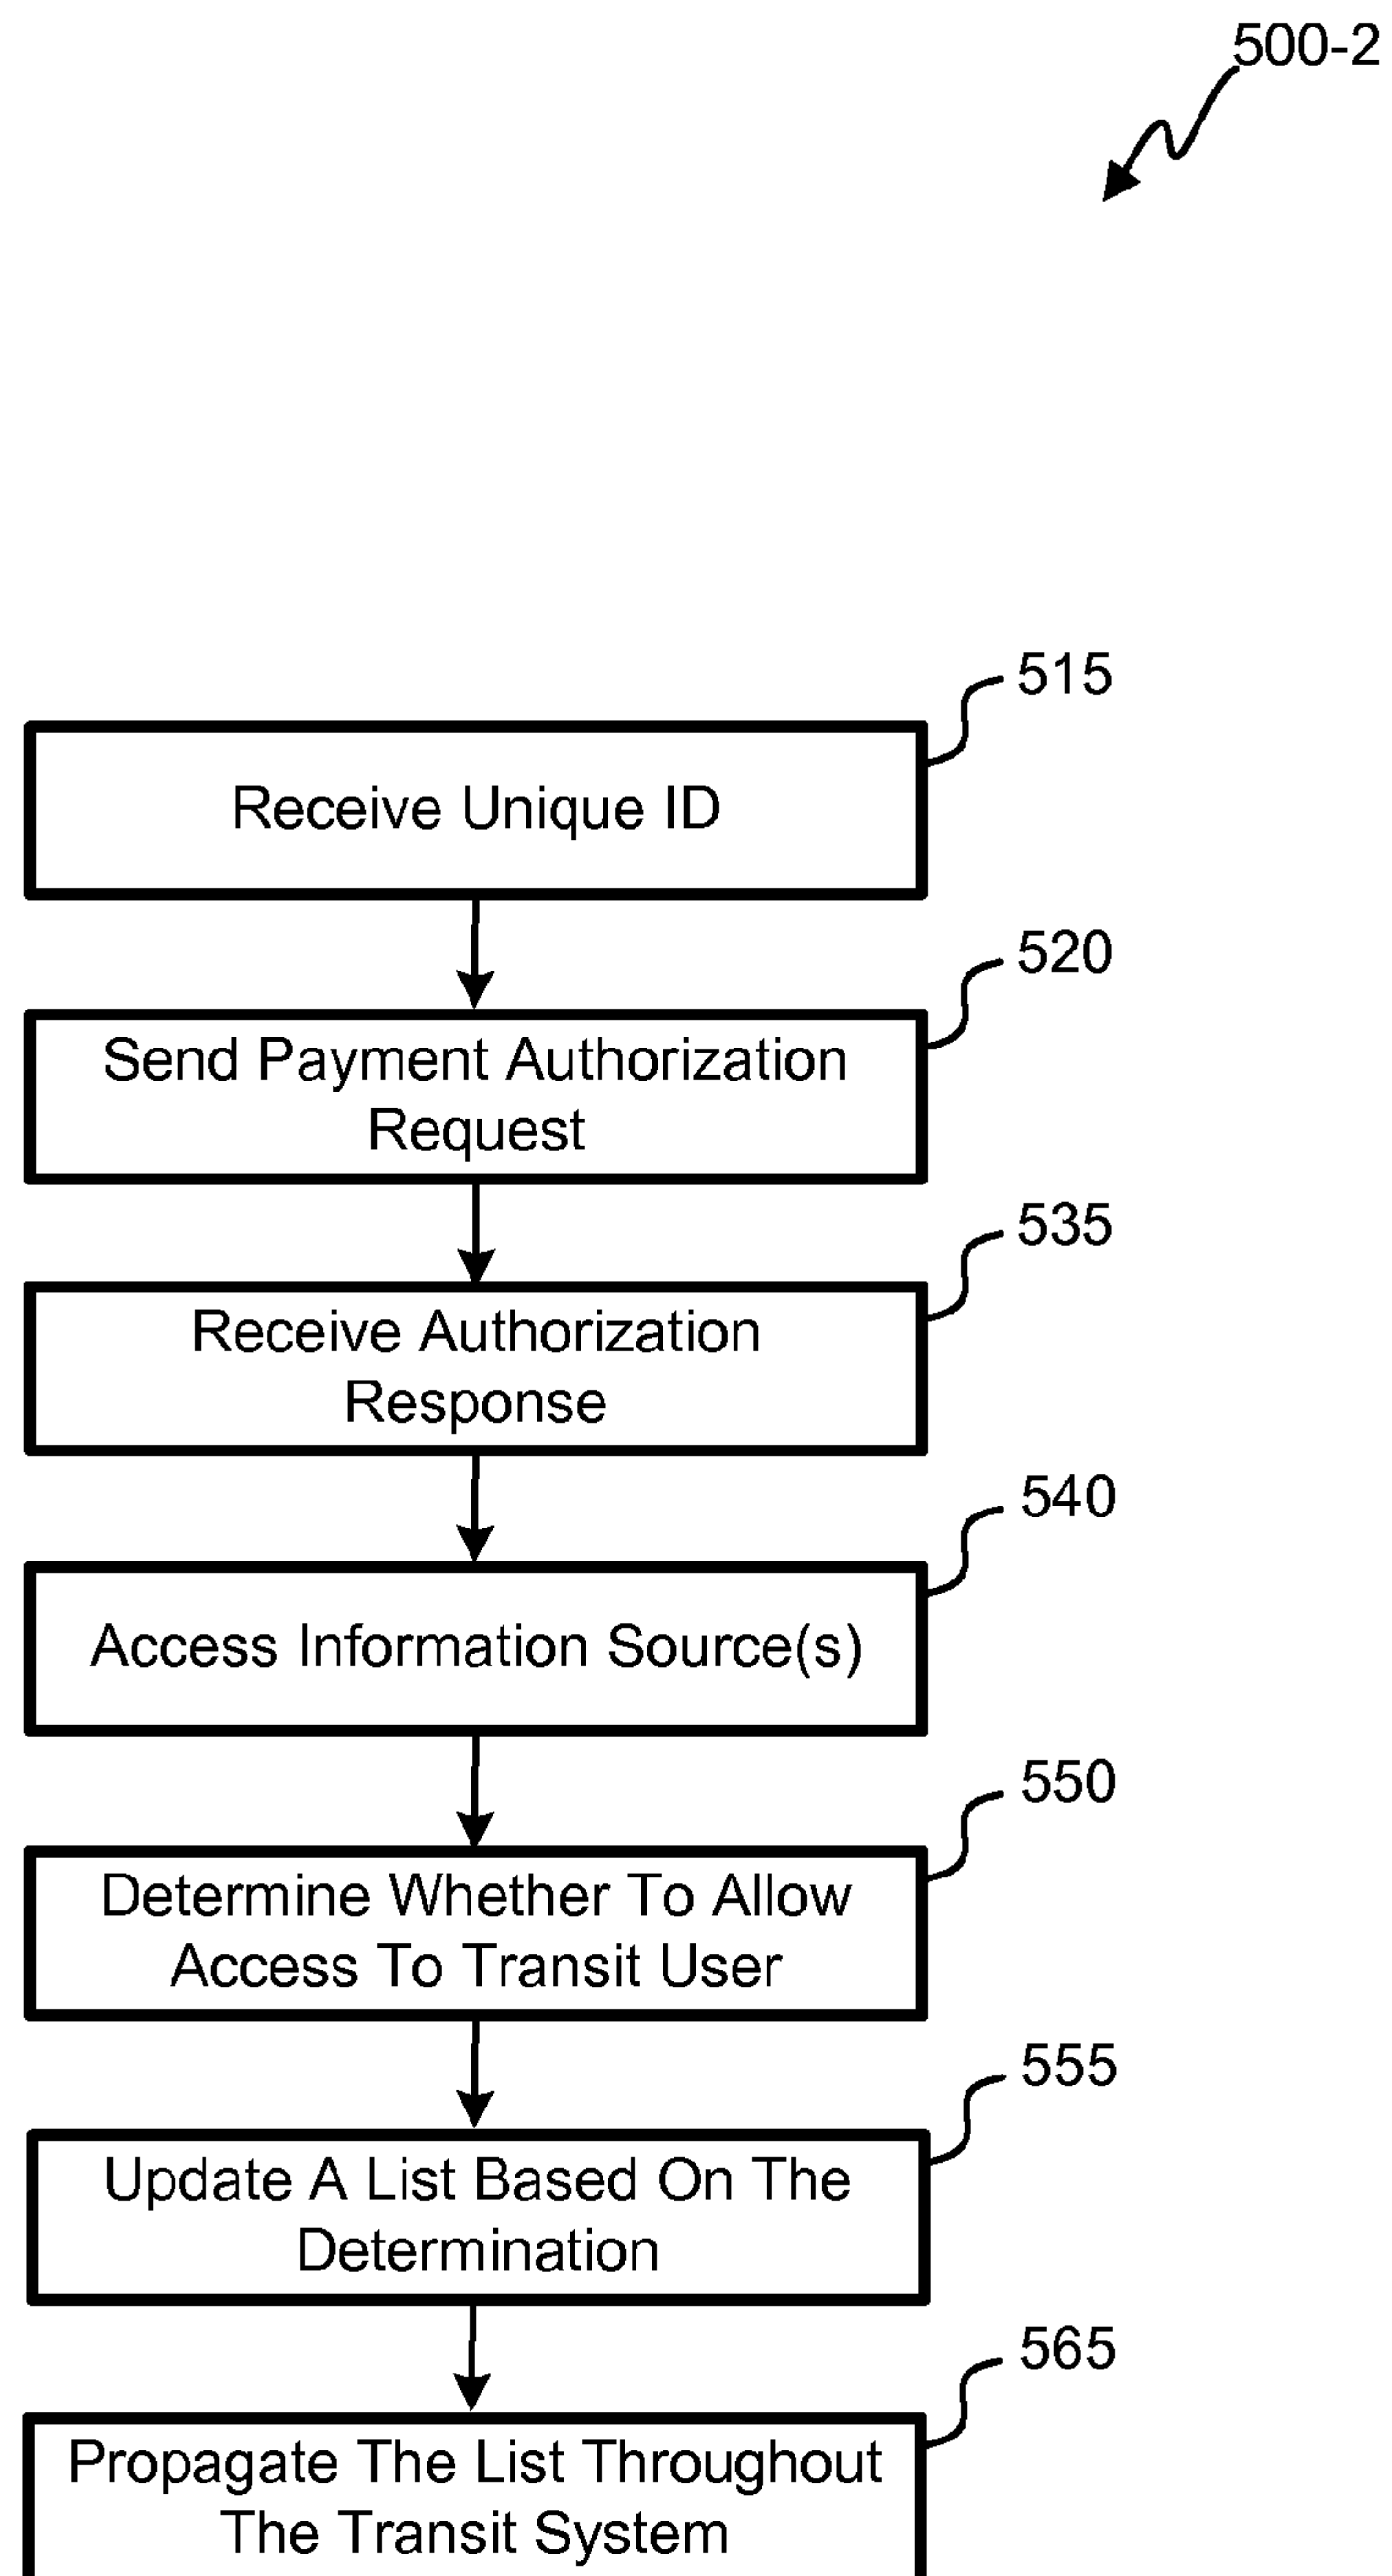 500-2
515
Receive Unique ID
520
Send Payment Authorization
Request
535
Receive Authorization
Response
540
Access Information Source(s)
550
Determine Whether To Allow
Access To Transit User
555
Update A List Based On The
Determination
565
Propagate The List Throughout
The Transit System